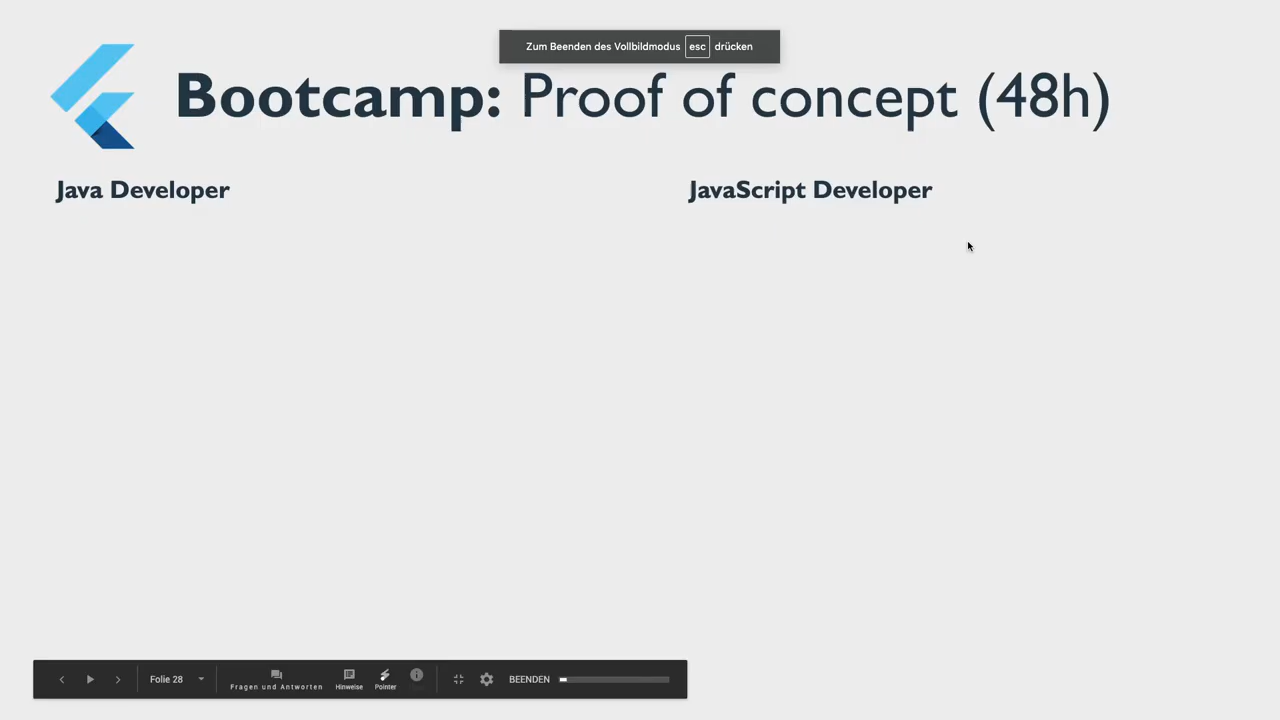 Zum Beenden des Vollbildmodus esc drücken
Bootcamp: Proof of concept (48h)
Java Developer
JavaScript Developer
Folie 28
Fragen und Antworten
Hinweise
Pointer
BEENDEN